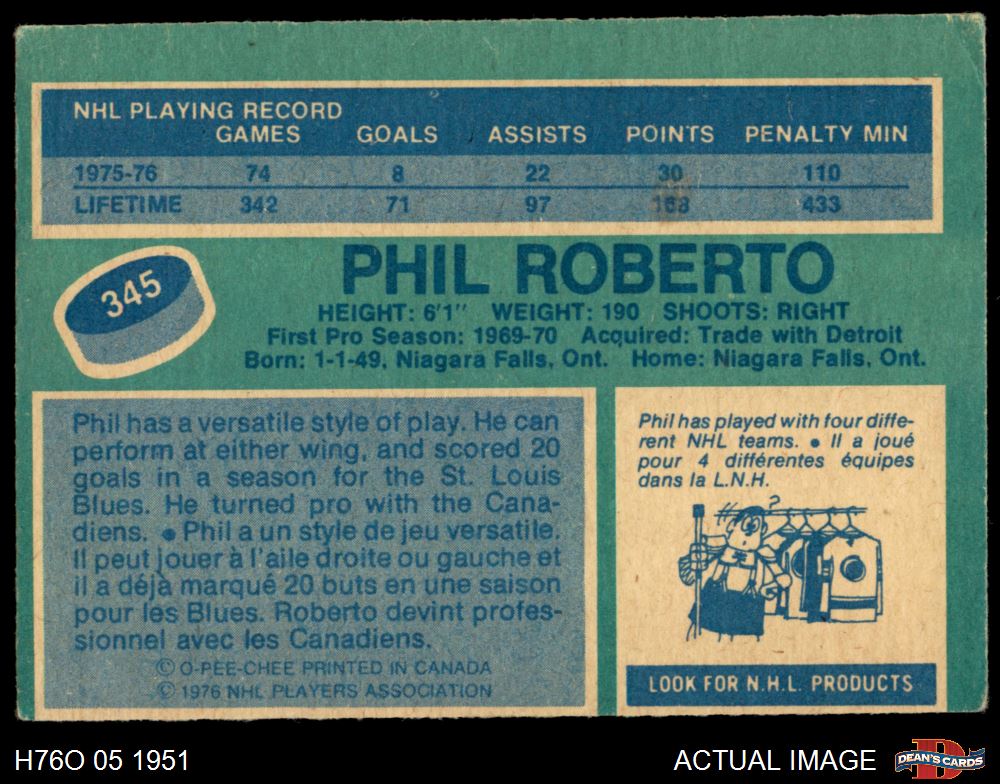 NHL PLAYING RECORD
GAMES GOALS ASSISTS POINTS PENALTY MIN
1975-76 74 8 22 30 110
LIFETIME 342 71 97 168 433
345
PHIL ROBERTO
HEIGHT: 6'1" WEIGHT: 190 SHOOTS: RIGHT
First Pro Season: 1969-70 Acquired: Trade with Detroit
Born: 1-1-49, Niagara Falls, Ont. Home: Niagara Falls, Ont.
Phil has a versatile style of play. He can
perform at either wing, and scored 20
goals in a season for the St. Louis
Blues. He turned pro with the Cana-
diens. • Phil a un style de jeu versatile.
Il peut jouer à l'aile droite ou gauche et
il a déjà marqué 20 buts en une saison
pour les Blues. Roberto devint profes-
sionnel avec les Canadiens.
© O-PEE-CHEE PRINTED IN CANADA
© 1976 NHL PLAYERS ASSOCIATION
Phil has played with four diffe-
rent NHL teams. • Il a joué
pour 4 différentes équipes
dans la L.N.H.
?
LOOK FOR N.H.L. PRODUCTS
H76O 05 1951
ACTUAL IMAGE
D
DEAN'S CARDS